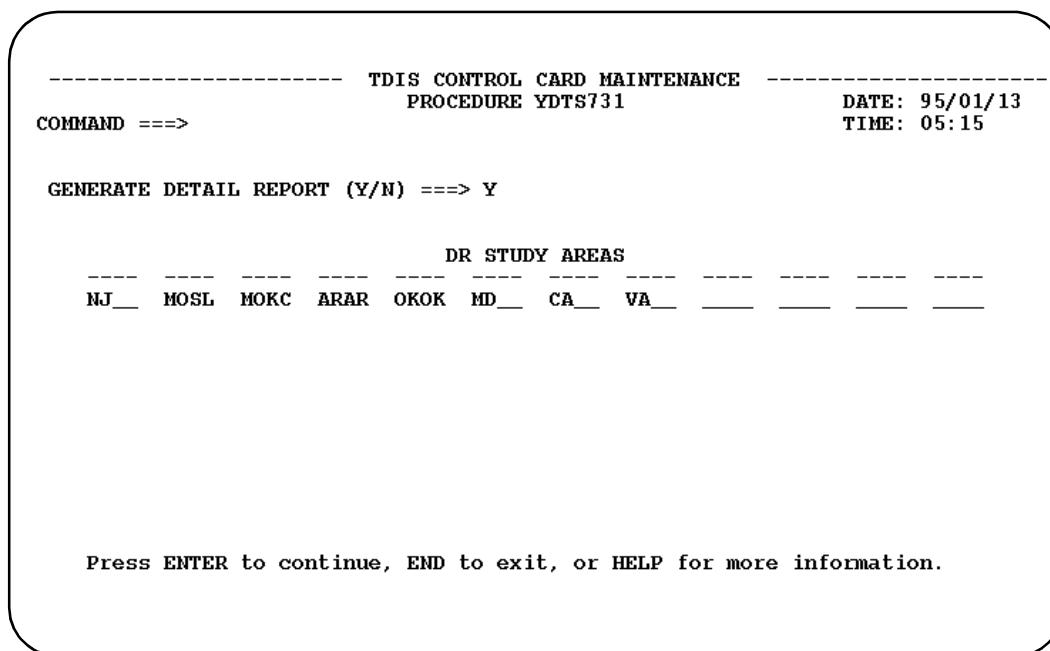 ----------------------- TDIS CONTROL CARD MAINTENANCE ----------------------
PROCEDURE YDTS731 DATE: 95/01/13
COMMAND ===> TIME: 05:15
GENERATE DETAIL REPORT (Y/N) ===> Y
DR STUDY AREAS
---- ---- ---- ---- ---- ---- ---- ---- ---- ---- ---- ----
NJ__ MOSL MOKC ARAR OKOK MD__ CA__ VA__ ____ ____ ____ ____
Press ENTER to continue, END to exit, or HELP for more information.